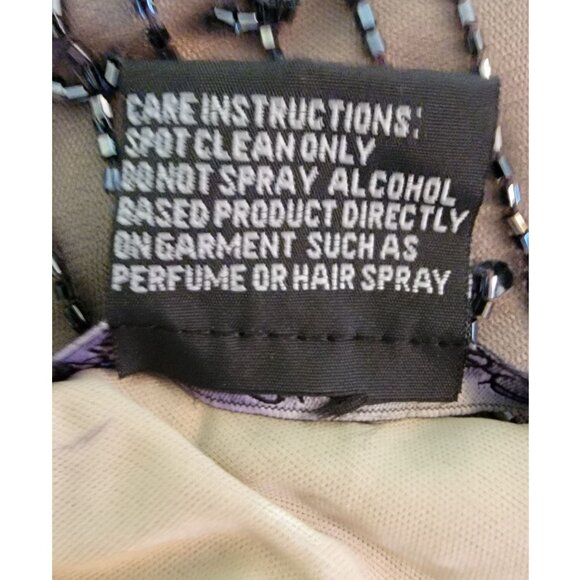 CARE INSTRUCTIONS:
SPOT CLEAN ONLY
DO NOT SPRAY ALCOHOL
BASED PRODUCT DIRECTLY
ON GARMENT SUCH AS
PERFUME OR HAIR SPRAY